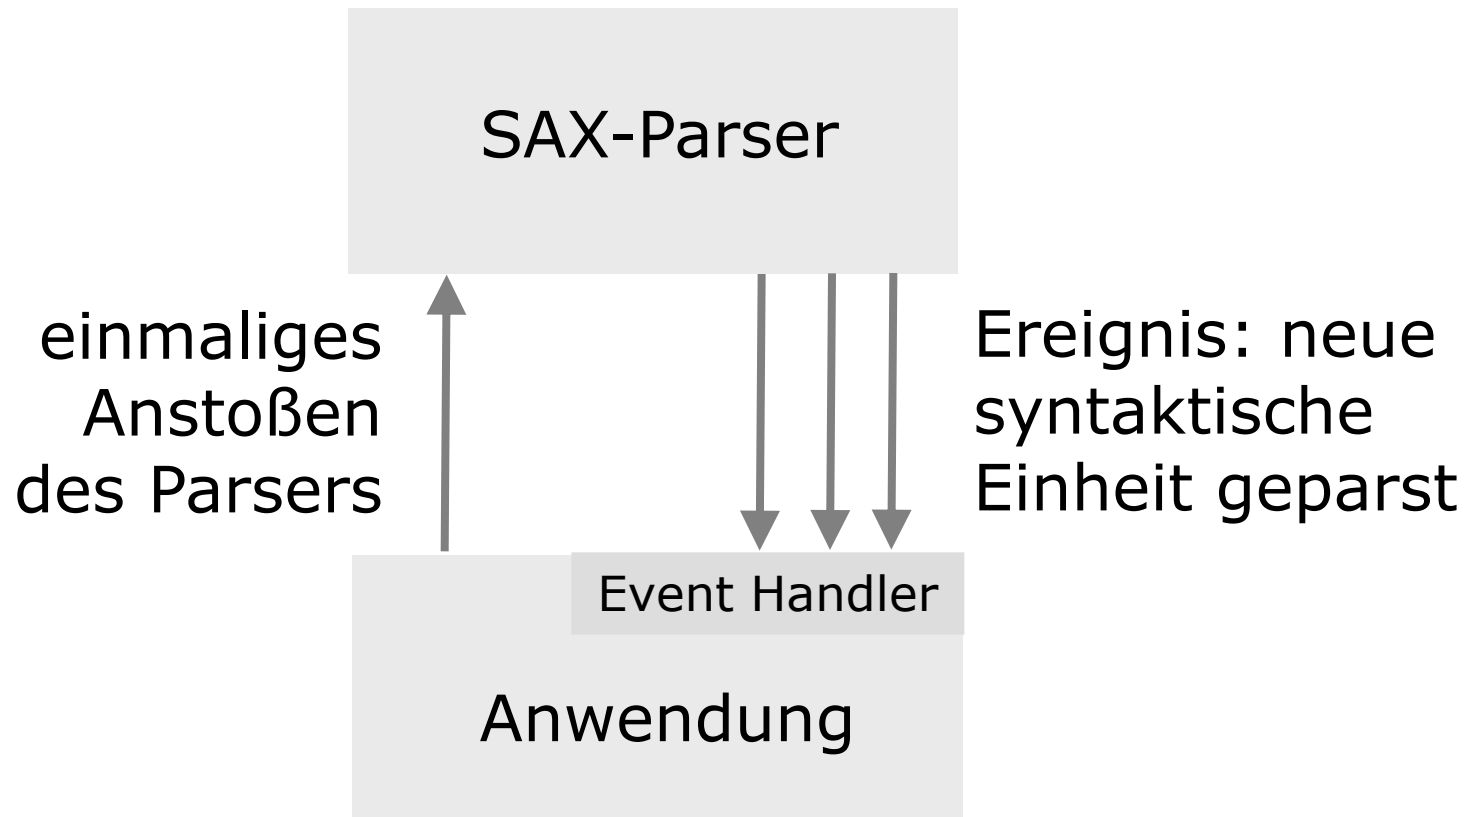 SAX-Parser
einmaliges
Anstoßen
des Parsers
Ereignis: neue
syntaktische
Einheit geparst
Event Handler
Anwendung